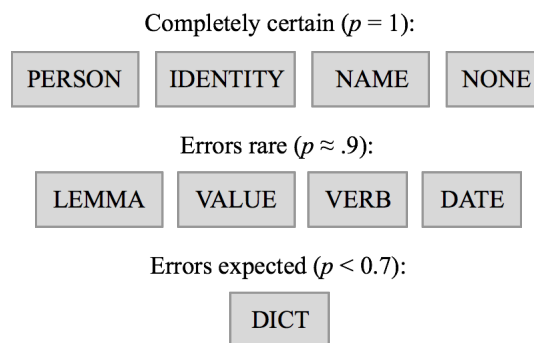 Completely certain (p = 1):
PERSON IDENTITY NAME NONE
Errors rare (p ≈ .9):
LEMMA VALUE VERB DATE
Errors expected (p < 0.7):
DICT